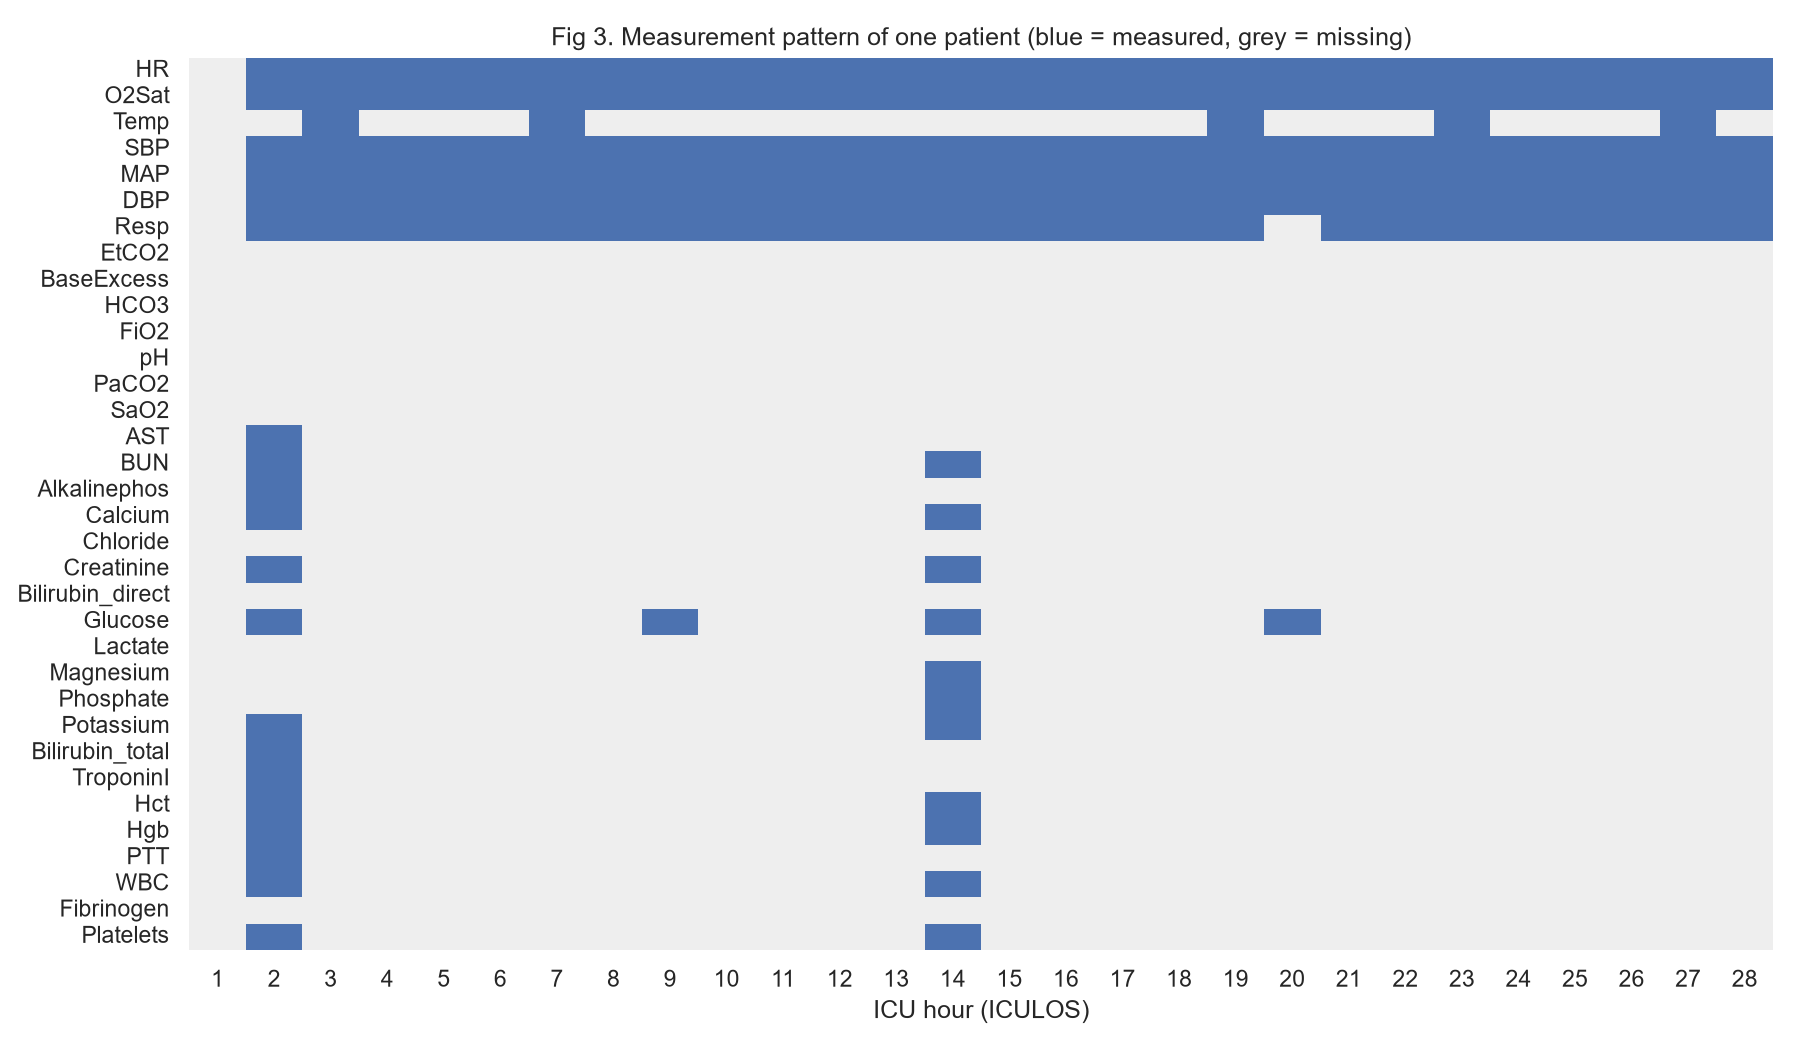 Fig 3. Measurement pattern of one patient (blue = measured, grey = missing)
HR
O2Sat
Temp
SBP
MAP
DBP
Resp
EtCO2
BaseExcess
HCO3
FiO2
pH
PaCO2
SaO2
AST
BUN
Alkalinephos
Calcium
Chloride
Creatinine
Bilirubin_direct
Glucose
Lactate
Magnesium
Phosphate
Potassium
Bilirubin_total
TroponinI
Hct
Hgb
PTT
WBC
Fibrinogen
Platelets
1 2 3 4 5 6 7 8 9 10 11 12 13 14 15 16 17 18 19 20 21 22 23 24 25 26 27 28
ICU hour (ICULOS)